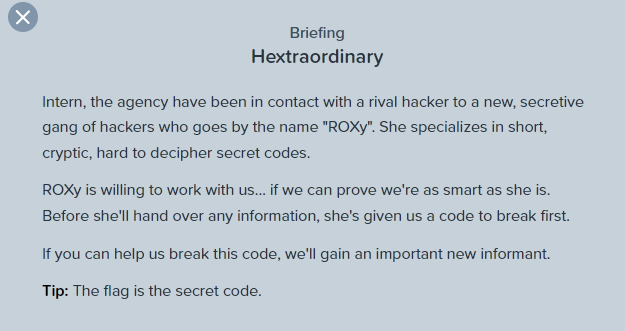 Briefing
Hextraordinary
Intern, the agency have been in contact with a rival hacker to a new, secretive
gang of hackers who goes by the name "ROXy". She specializes in short,
cryptic, hard to decipher secret codes.
ROXy is willing to work with us... if we can prove we're as smart as she is.
Before she'll hand over any information, she's given us a code to break first.
If you can help us break this code, we'll gain an important new informant.
Tip: The flag is the secret code.